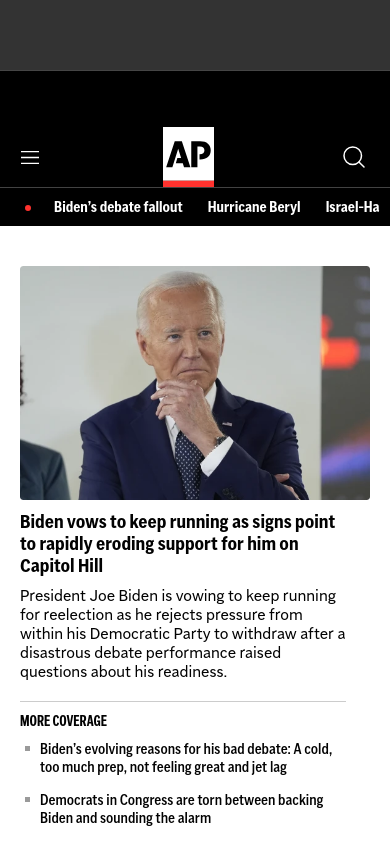 AP
Biden’s debate fallout Hurricane Beryl Israel-Ha
Biden vows to keep running as signs point
to rapidly eroding support for him on
Capitol Hill
President Joe Biden is vowing to keep running
for reelection as he rejects pressure from
within his Democratic Party to withdraw after a
disastrous debate performance raised
questions about his readiness.
MORE COVERAGE
Biden’s evolving reasons for his bad debate: A cold,
too much prep, not feeling great and jet lag
Democrats in Congress are torn between backing
Biden and sounding the alarm